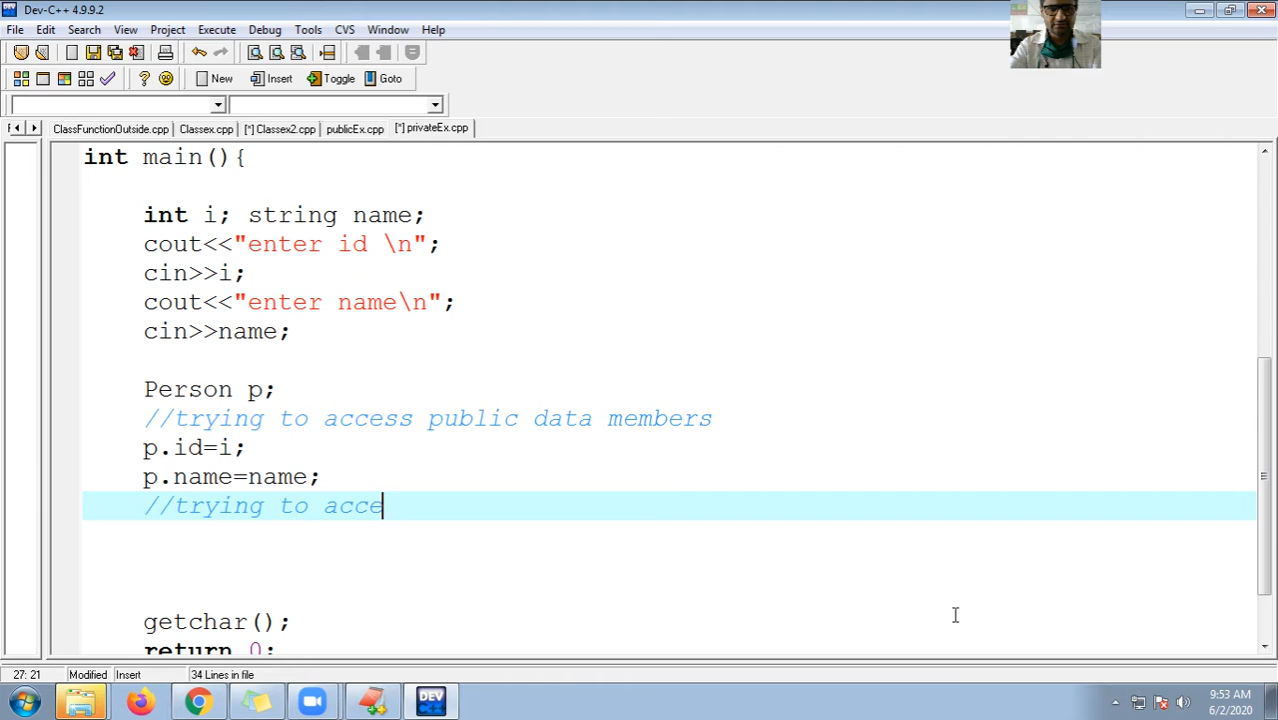 Dev-C++ 4.9.9.2
File Edit Search View Project Execute Debug Tools CVS Window Help
New Insert Toggle Goto
ClassFunctionOutside.cpp Classex.cpp [*] Classex2.cpp publicEx.cpp [*] privateEx.cpp
int main(){
int i; string name;
cout<<"enter id \n";
cin>>i;
cout<<"enter name\n";
cin>>name;
Person p;
//trying to access public data members
p.id=i;
p.name=name;
//trying to acce
getchar();
return 0;
27: 21 Modified Insert 34 Lines in file
DEV
9:53 AM
6/2/2020